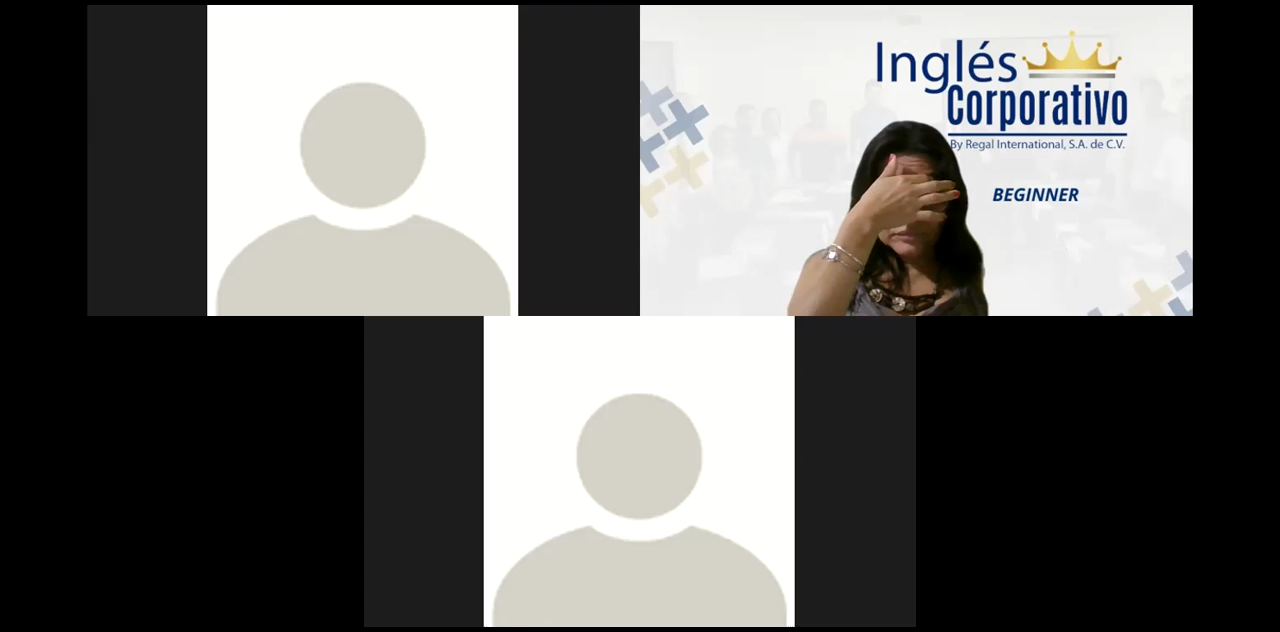 Inglés
Corporativo
By Regal International, S.A. de C.V.
BEGINNER